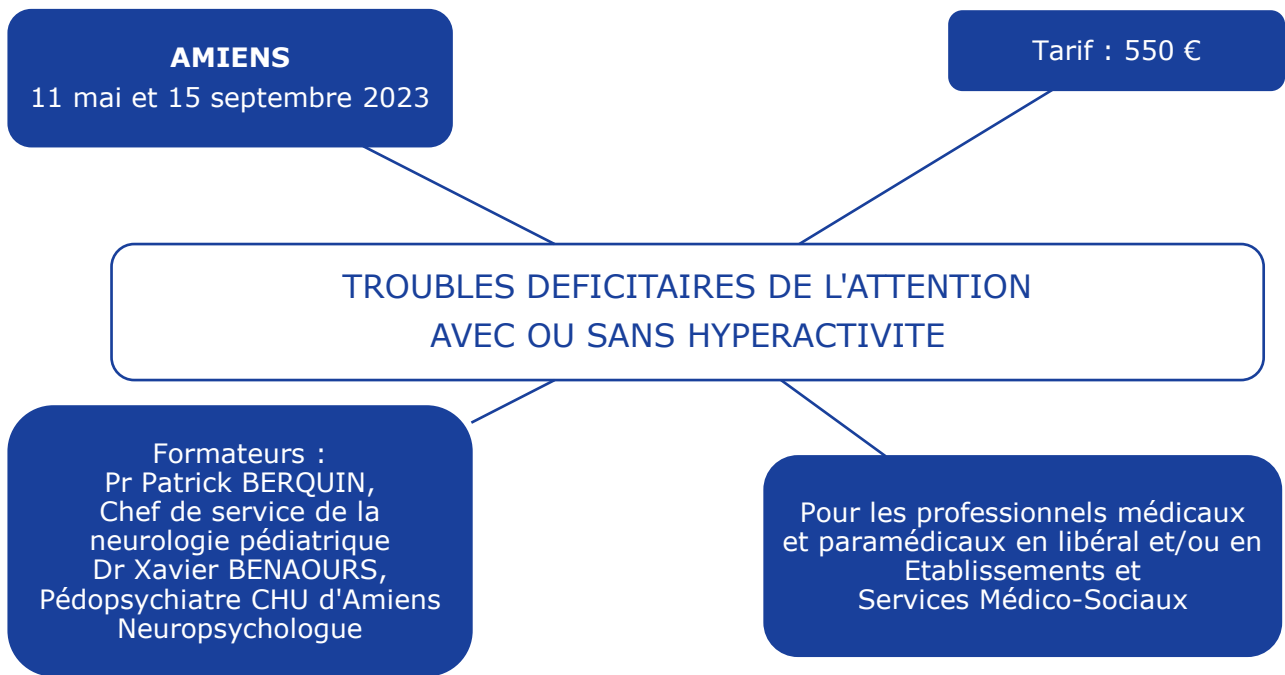 AMIENS
11 mai et 15 septembre 2023
Tarif : 550 €
TROUBLES DEFICITAIRES DE L'ATTENTION
AVEC OU SANS HYPERACTIVITE
Formateurs :
Pr Patrick BERQUIN,
Chef de service de la
neurologie pédiatrique
Dr Xavier BENAOURS,
Pédopsychiatre CHU d'Amiens
Neuropsychologue
Pour les professionnels médicaux
et paramédicaux en libéral et/ou en
Etablissements et
Services Médico-Sociaux